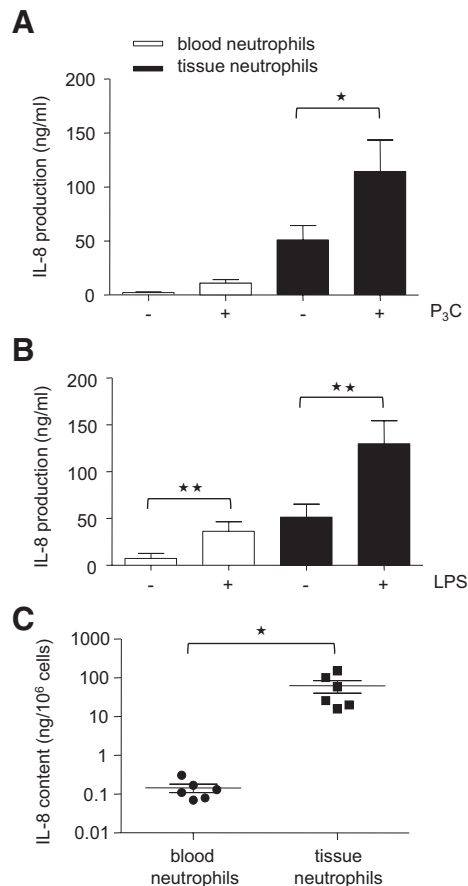 A
blood neutrophils
tissue neutrophils
IL-8 production (ng/ml)
200
150
100
50
0
- + - + P₃C
B
IL-8 production (ng/ml)
200
150
100
50
0
★
★★
★★
- + - + LPS
C
IL-8 content (ng/10⁶ cells)
1000
100
10
1
0.1
0.01
★
blood neutrophils
tissue neutrophils